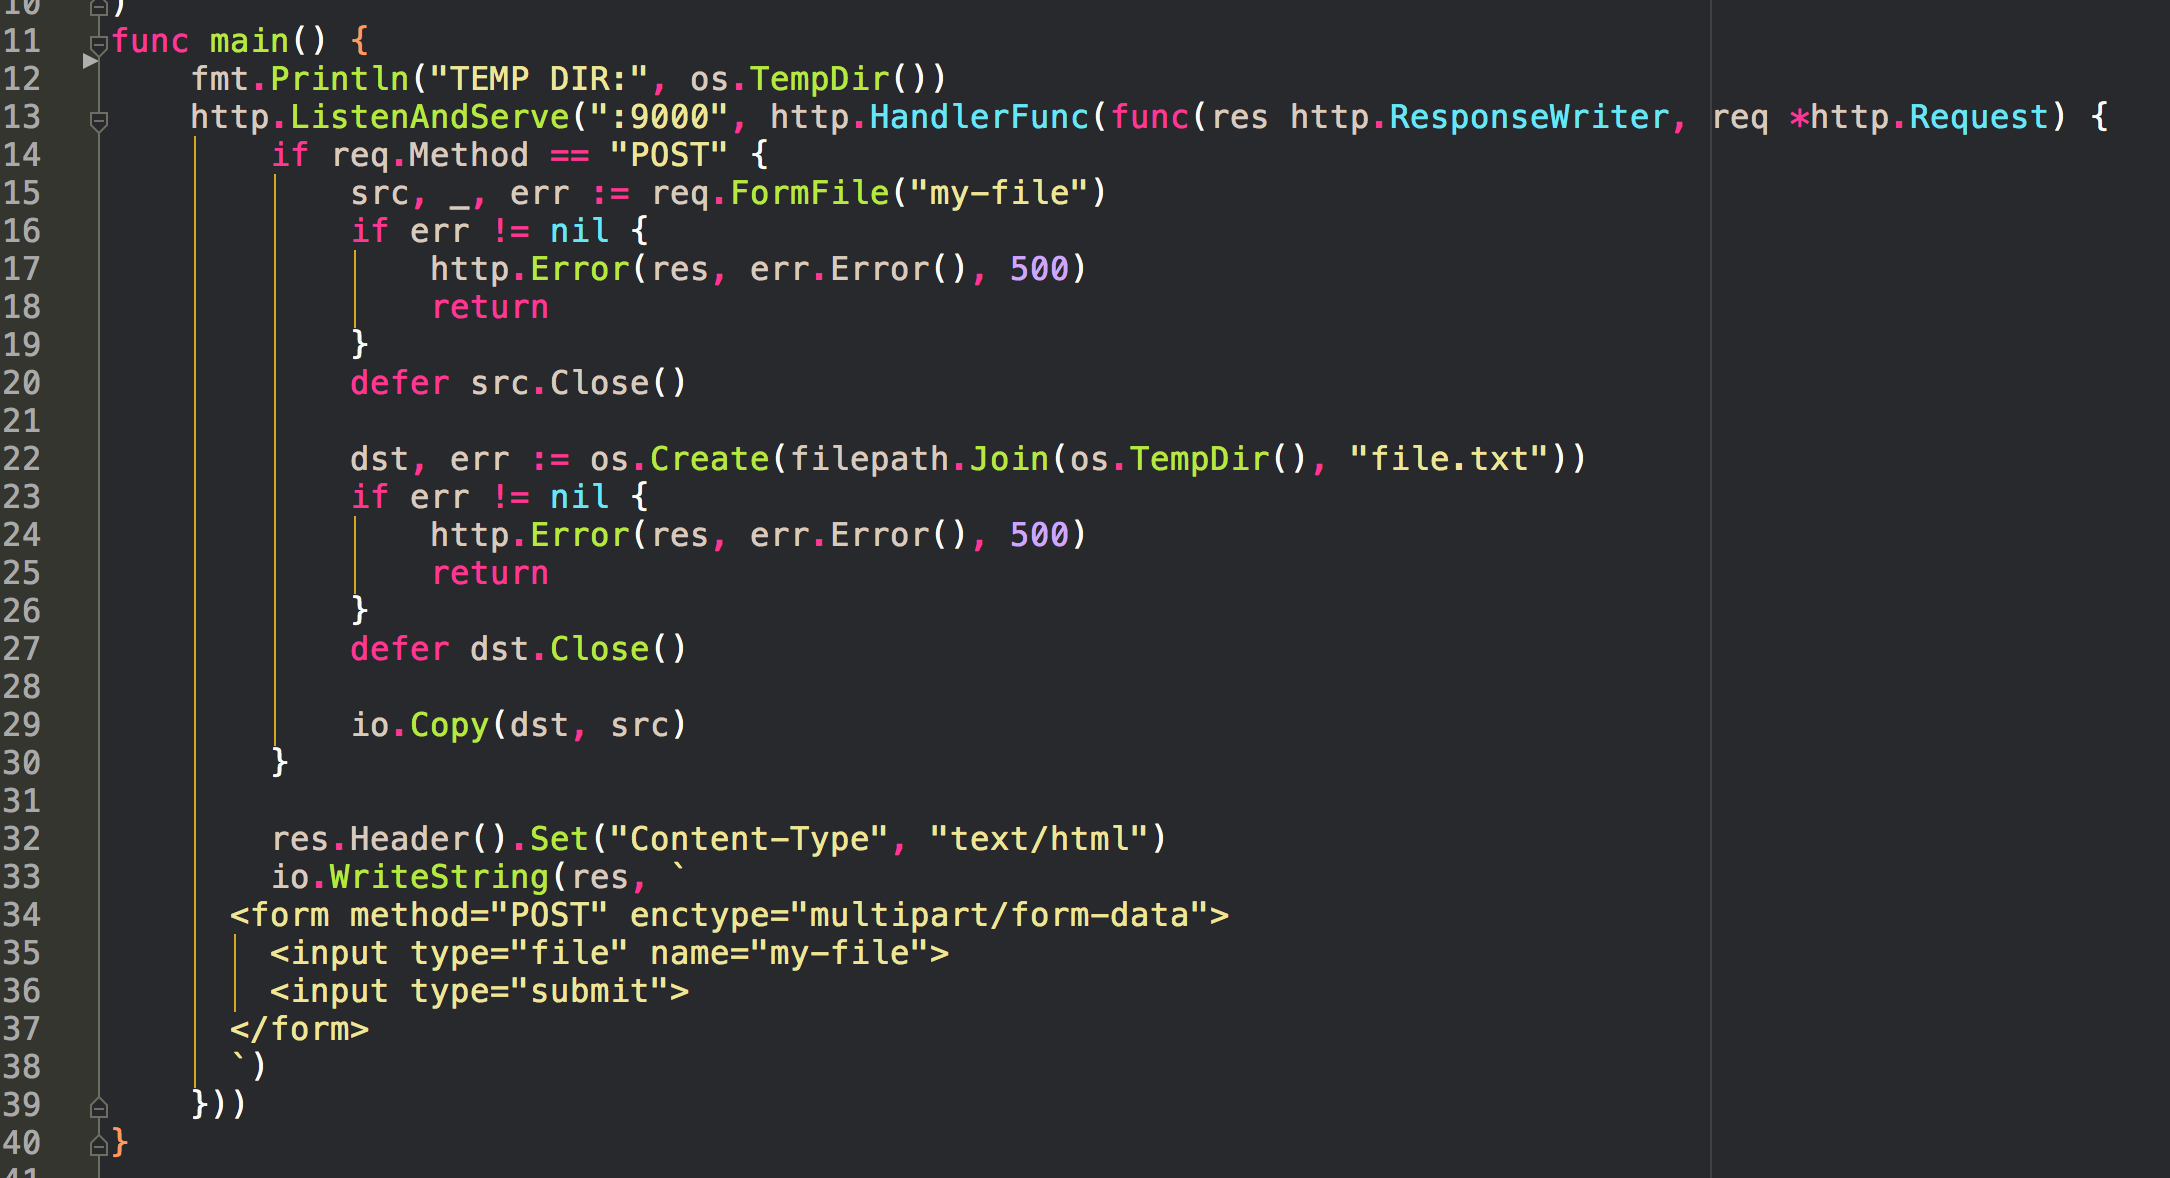 10 )
11 func main() {
12     fmt.Println("TEMP DIR:", os.TempDir())
13     http.ListenAndServe(":9000", http.HandlerFunc(func(res http.ResponseWriter, req *http.Request) {
14         if req.Method == "POST" {
15             src, _, err := req.FormFile("my-file")
16             if err != nil {
17                 http.Error(res, err.Error(), 500)
18                 return
19             }
20             defer src.Close()
21
22             dst, err := os.Create(filepath.Join(os.TempDir(), "file.txt"))
23             if err != nil {
24                 http.Error(res, err.Error(), 500)
25                 return
26             }
27             defer dst.Close()
28
29             io.Copy(dst, src)
30         }
31
32         res.Header().Set("Content-Type", "text/html")
33         io.WriteString(res, `
34       <form method="POST" enctype="multipart/form-data">
35         <input type="file" name="my-file">
36         <input type="submit">
37       </form>
38       `)
39     }))
40 }
41